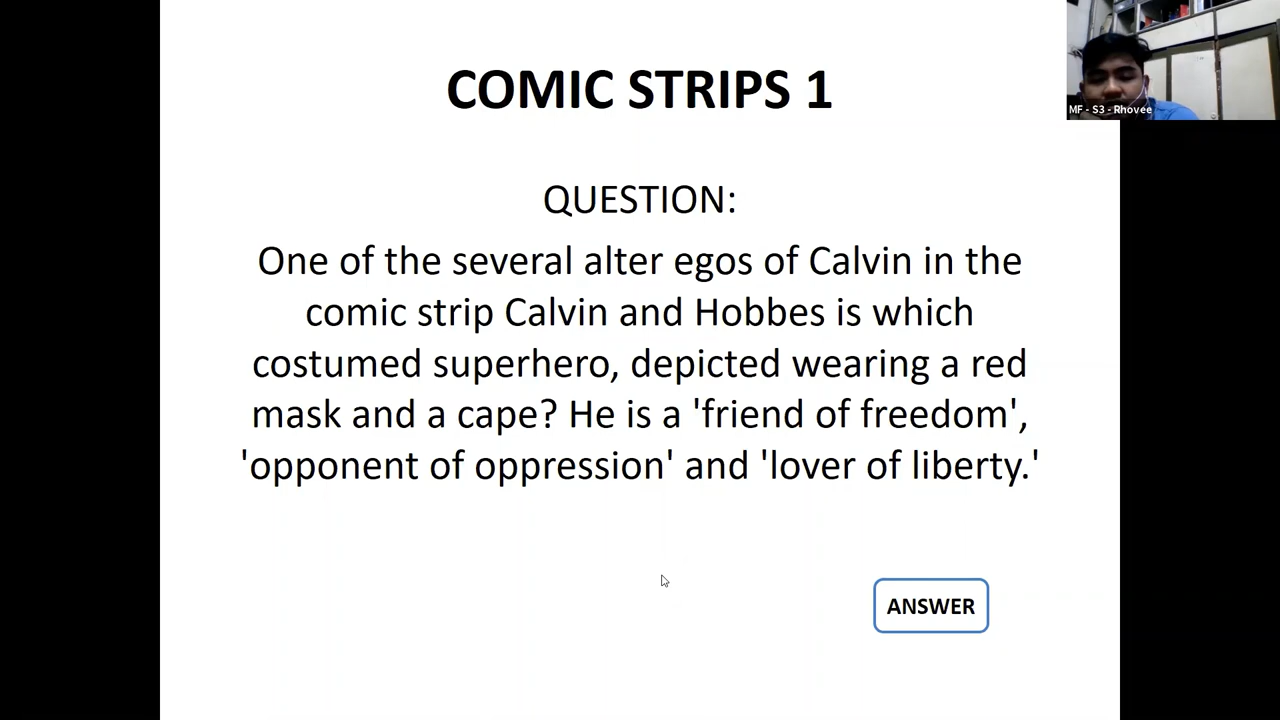 COMIC STRIPS 1
MF - S3 - Rhovee
QUESTION:
One of the several alter egos of Calvin in the
comic strip Calvin and Hobbes is which
costumed superhero, depicted wearing a red
mask and a cape? He is a 'friend of freedom',
'opponent of oppression' and 'lover of liberty.'
ANSWER